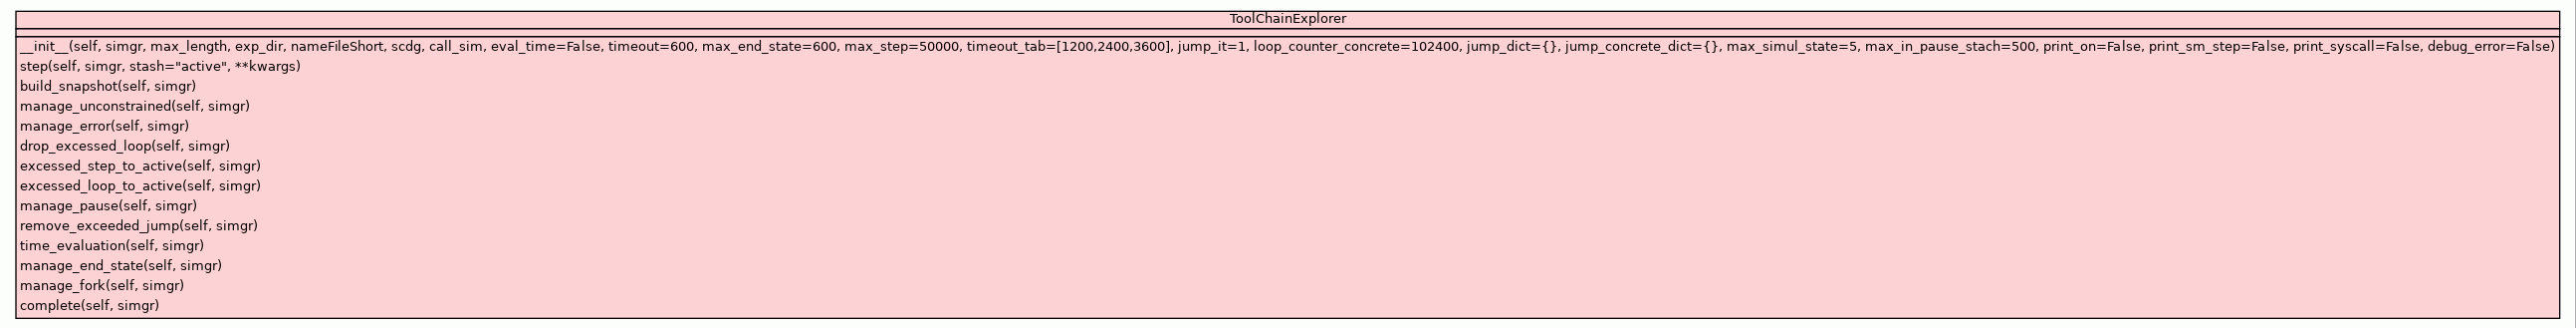 ToolChainExplorer
__init__(self, simgr, max_length, exp_dir, nameFileShort, scdg, call_sim, eval_time=False, timeout=600, max_end_state=600, max_step=50000, timeout_tab=[1200,2400,3600], jump_it=1, loop_counter_concrete=102400, jump_dict={}, jump_concrete_dict={}, max_simul_state=5, max_in_pause_stach=500, print_on=False, print_sm_step=False, print_syscall=False, debug_error=False)
step(self, simgr, stash="active", **kwargs)
build_snapshot(self, simgr)
manage_unconstrained(self, simgr)
manage_error(self, simgr)
drop_excessed_loop(self, simgr)
excessed_step_to_active(self, simgr)
excessed_loop_to_active(self, simgr)
manage_pause(self, simgr)
remove_exceeded_jump(self, simgr)
time_evaluation(self, simgr)
manage_end_state(self, simgr)
manage_fork(self, simgr)
complete(self, simgr)